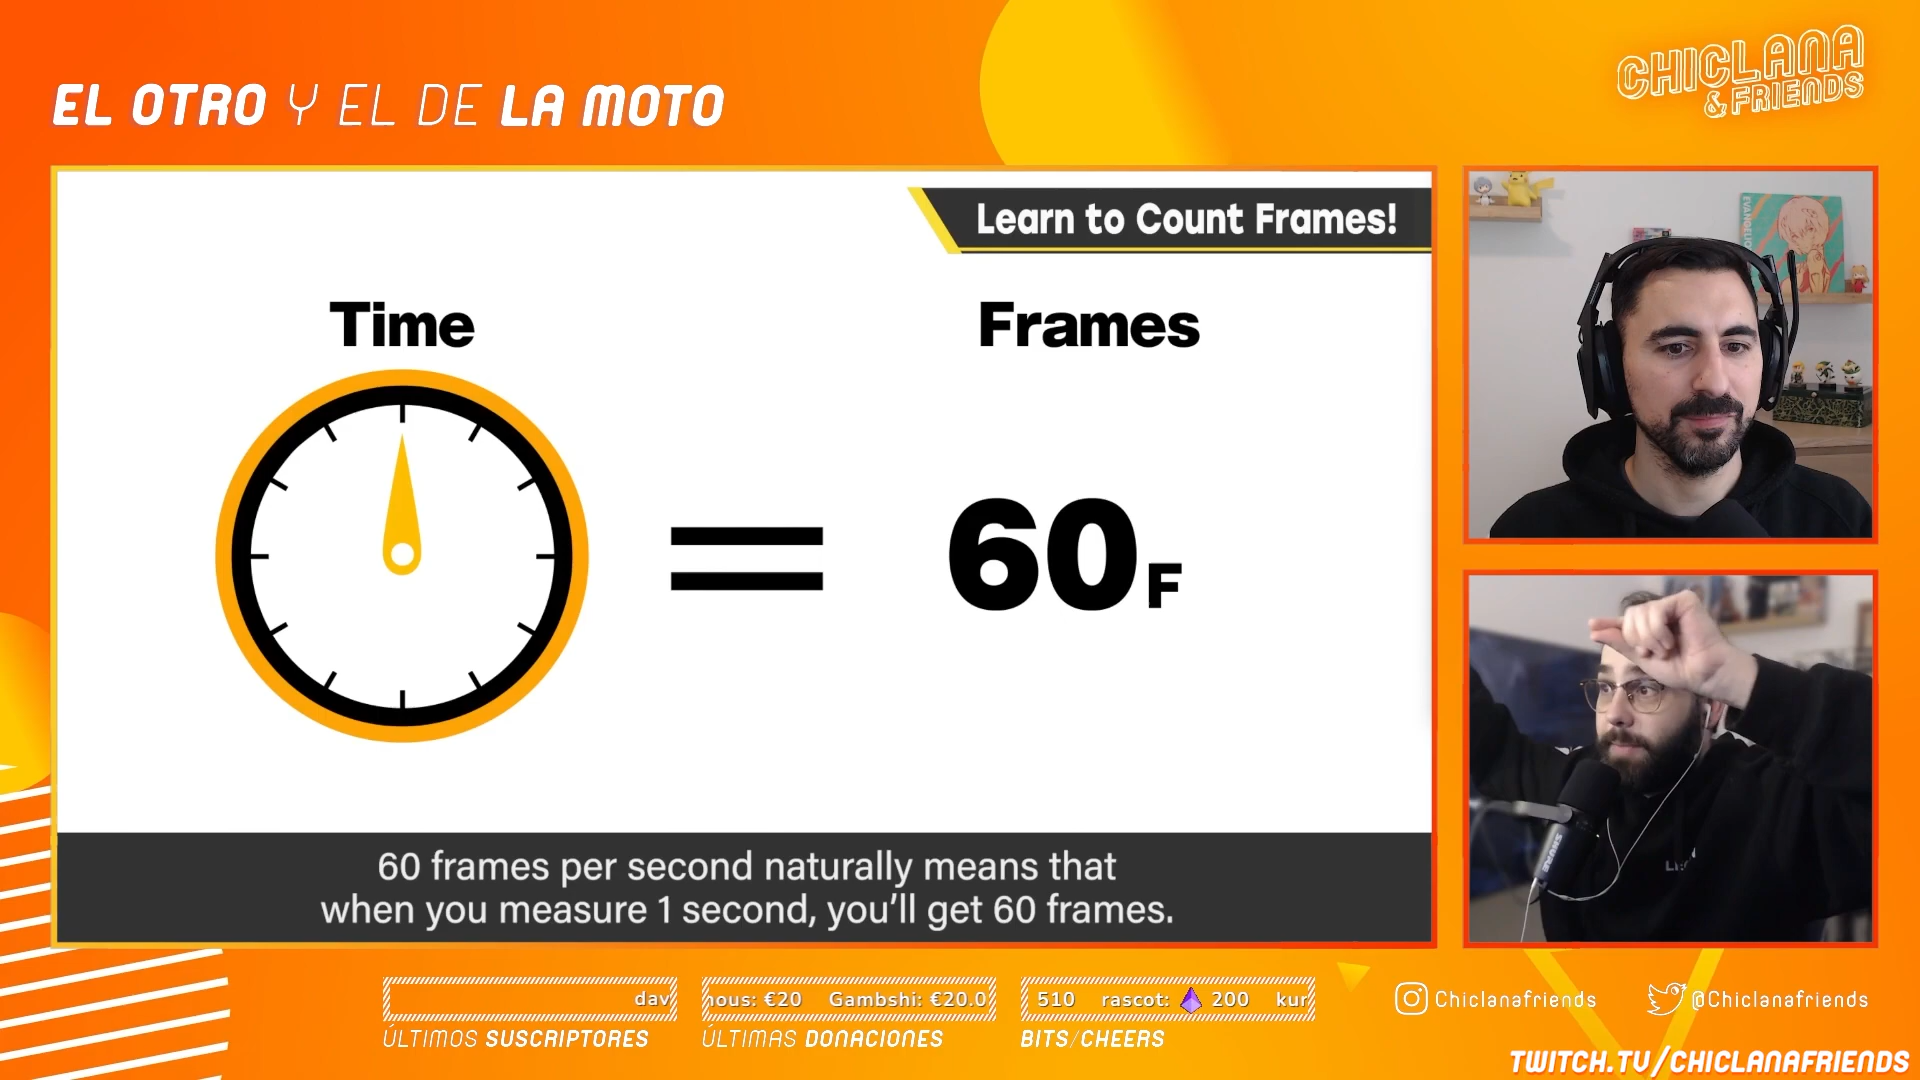 EL OTRO Y EL DE LA MOTO
CHICLANA
& FRIENDS
Learn to Count Frames!
Time
Frames
60F
60 frames per second naturally means that
when you measure 1 second, you'll get 60 frames.
EVANGELIO
SHURE
dav
nous: €20 Gambshi: €20.0
510 rascot: 200 kur
ÚLTIMOS SUSCRIPTORES
ÚLTIMAS DONACIONES
BITS/CHEERS
Chiclanafriends
@Chiclanafriends
TWITCH.TV/CHICLANAFRIENDS